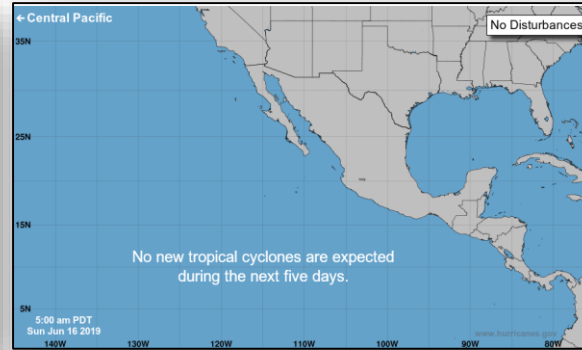 ←Central Pacific
No Disturbances
35N
25N
15N
No new tropical cyclones are expected
during the next five days.
5N
5:00 am PDT
Sun Jun 16 2019
www.hurricanes.gov
140W 130W 120W 110W 100W 90W 80W